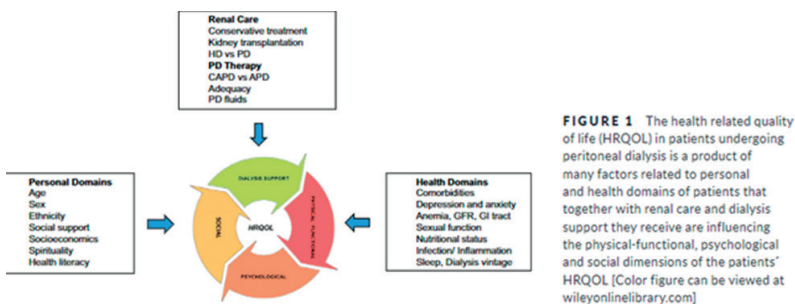 Renal Care
Conservative treatment
Kidney transplantation
HD vs PD
PD Therapy
CAPD vs APD
Adequacy
PD fluids
Personal Domains
Age
Sex
Ethnicity
Social support
Socioeconomics
Spirituality
Health literacy
DIALYSIS SUPPORT
PHYSICAL FUNCTIONAL
PSYCHOLOGICAL
SOCIAL
HRQOL
Health Domains
Comorbidities
Depression and anxiety
Anemia, GFR, GI tract
Sexual function
Nutritional status
Infection/ Inflammation
Sleep, Dialysis vintage
FIGURE 1 The health related quality
of life (HRQOL) in patients undergoing
peritoneal dialysis is a product of
many factors related to personal
and health domains of patients that
together with renal care and dialysis
support they receive are influencing
the physical-functional, psychological
and social dimensions of the patients´
HRQOL [Color figure can be viewed at
wileyonlinelibrary.com]